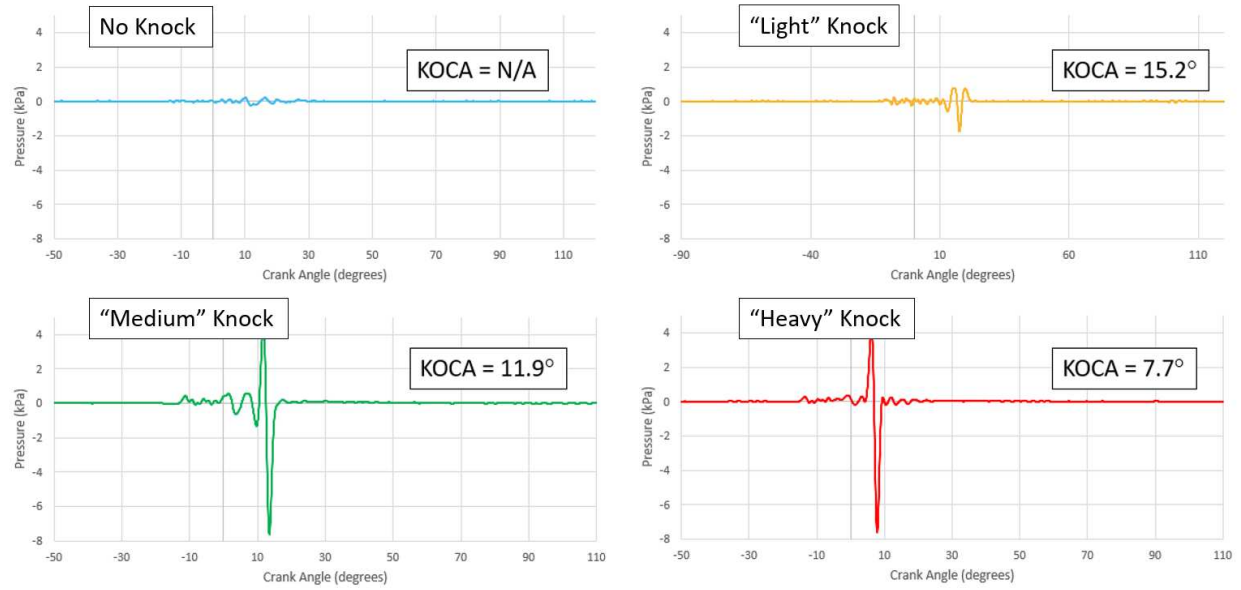 No Knock
KOCA = N/A
4
2
0
-2
-4
-6
-8
Pressure (kPa)
-50 -30 -10 10 30 50 70 90 110
Crank Angle (degrees)
“Light” Knock
KOCA = 15.2°
4
2
0
-2
-4
-6
-8
Pressure (kPa)
-90 -40 10 60 110
Crank Angle (degrees)
“Medium” Knock
KOCA = 11.9°
4
2
0
-2
-4
-6
-8
Pressure (kPa)
-50 -30 -10 10 30 50 70 90 110
Crank Angle (degrees)
“Heavy” Knock
KOCA = 7.7°
4
2
0
-2
-4
-6
-8
Pressure (kPa)
-50 -30 -10 10 30 50 70 90 110
Crank Angle (degrees)